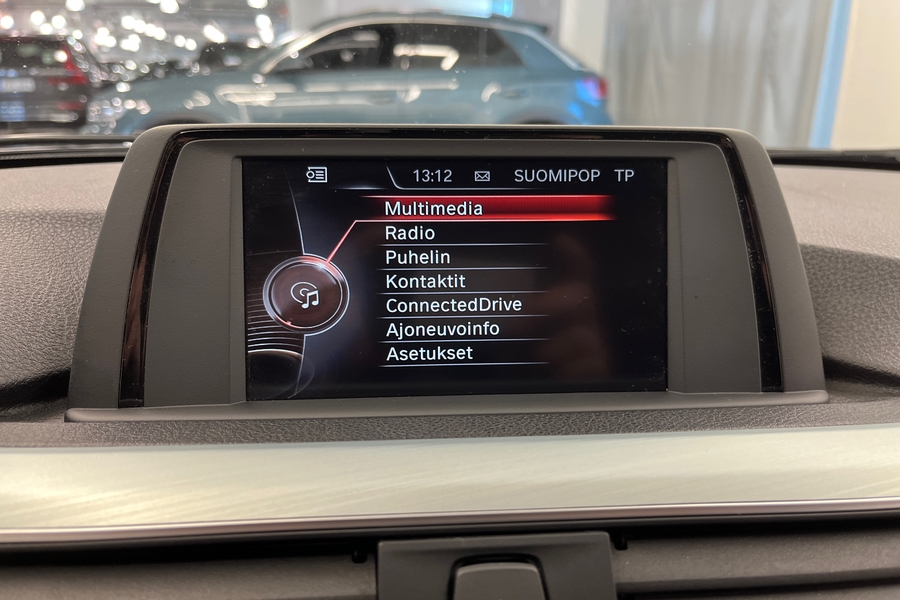 13:12 SUOMIPOP TP
Multimedia
Radio
Puhelin
Kontaktit
ConnectedDrive
Ajoneuvoinfo
Asetukset